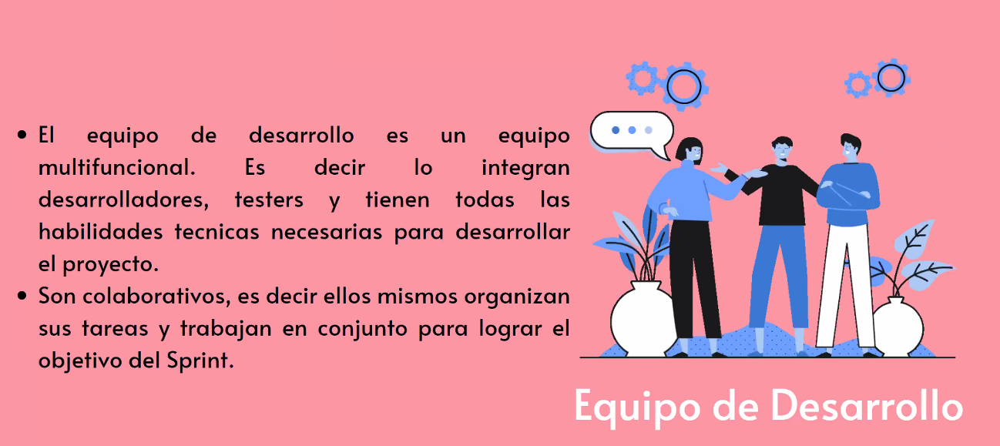 • El equipo de desarrollo es un equipo
multifuncional. Es decir lo integran
desarrolladores, testers y tienen todas las
habilidades tecnicas necesarias para desarrollar
el proyecto.
• Son colaborativos, es decir ellos mismos organizan
sus tareas y trabajan en conjunto para lograr el
objetivo del Sprint.
Equipo de Desarrollo